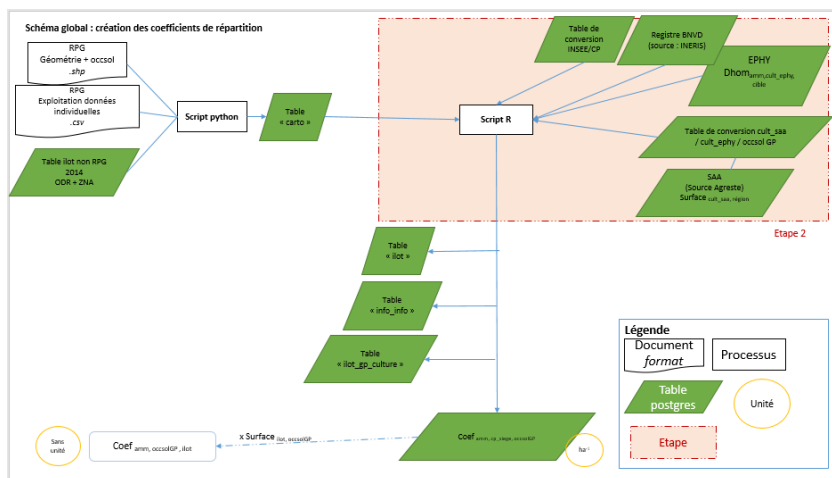 Schéma global : création des coefficients de répartition
RPG
Géométrie + occsol
.shp
RPG
Exploitation données
individuelles
.csv
Table ilot non RPG
2014
ODR + ZNA
Script python
Table
« carto »
Script R
Table de
conversion
INSEE/CP
Registre BNVD
(source : INERIS)
EPHY
Dhom amm,cult_ephy,
cible
Table de conversion cult_saa
/ cult_ephy / occsol GP
SAA
(Source Agreste)
Surface cult_saa, région
Etape 2
Table
« ilot »
Table
« info_info »
Table
« ilot_gp_culture »
Coef amm, cp_siege, occsolGP
ha⁻¹
x Surface ilot, occsolGP
Coef amm, occsolGP, ilot
Sans
unité
Légende
Document
format
Processus
Table
postgres
Unité
Etape